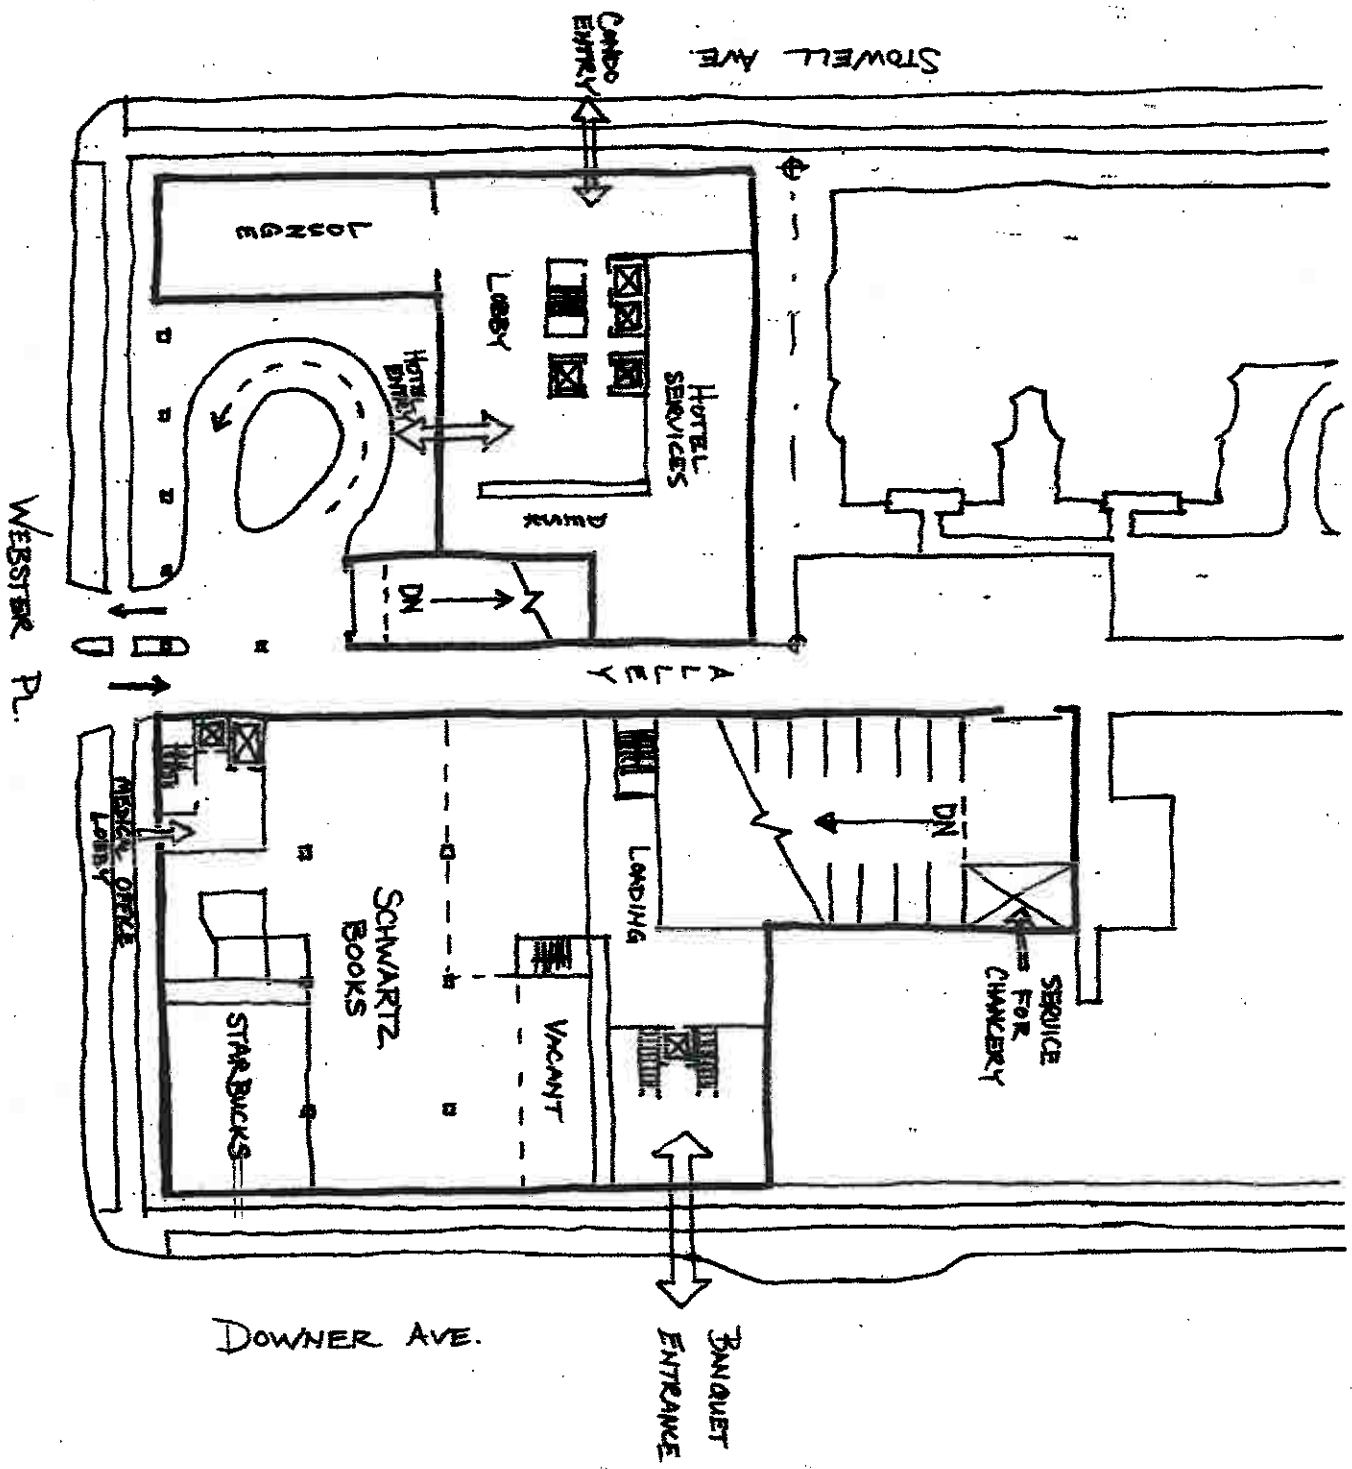 STOWELL AVE.
CONDO
ENTRY
LOUNGE
LOBBY
HOTEL
ENTRY
HOTEL
SERVICES
DN
ALLEY
WEBSTER PL.
MEDICAL OFFICE
LOBBY
LOADING
DN
SCHWARTZ
BOOKS
VACANT
STARBUCKS
SERVICE
FOR
CHANCERY
BANQUET
ENTRANCE
DOWNER AVE.